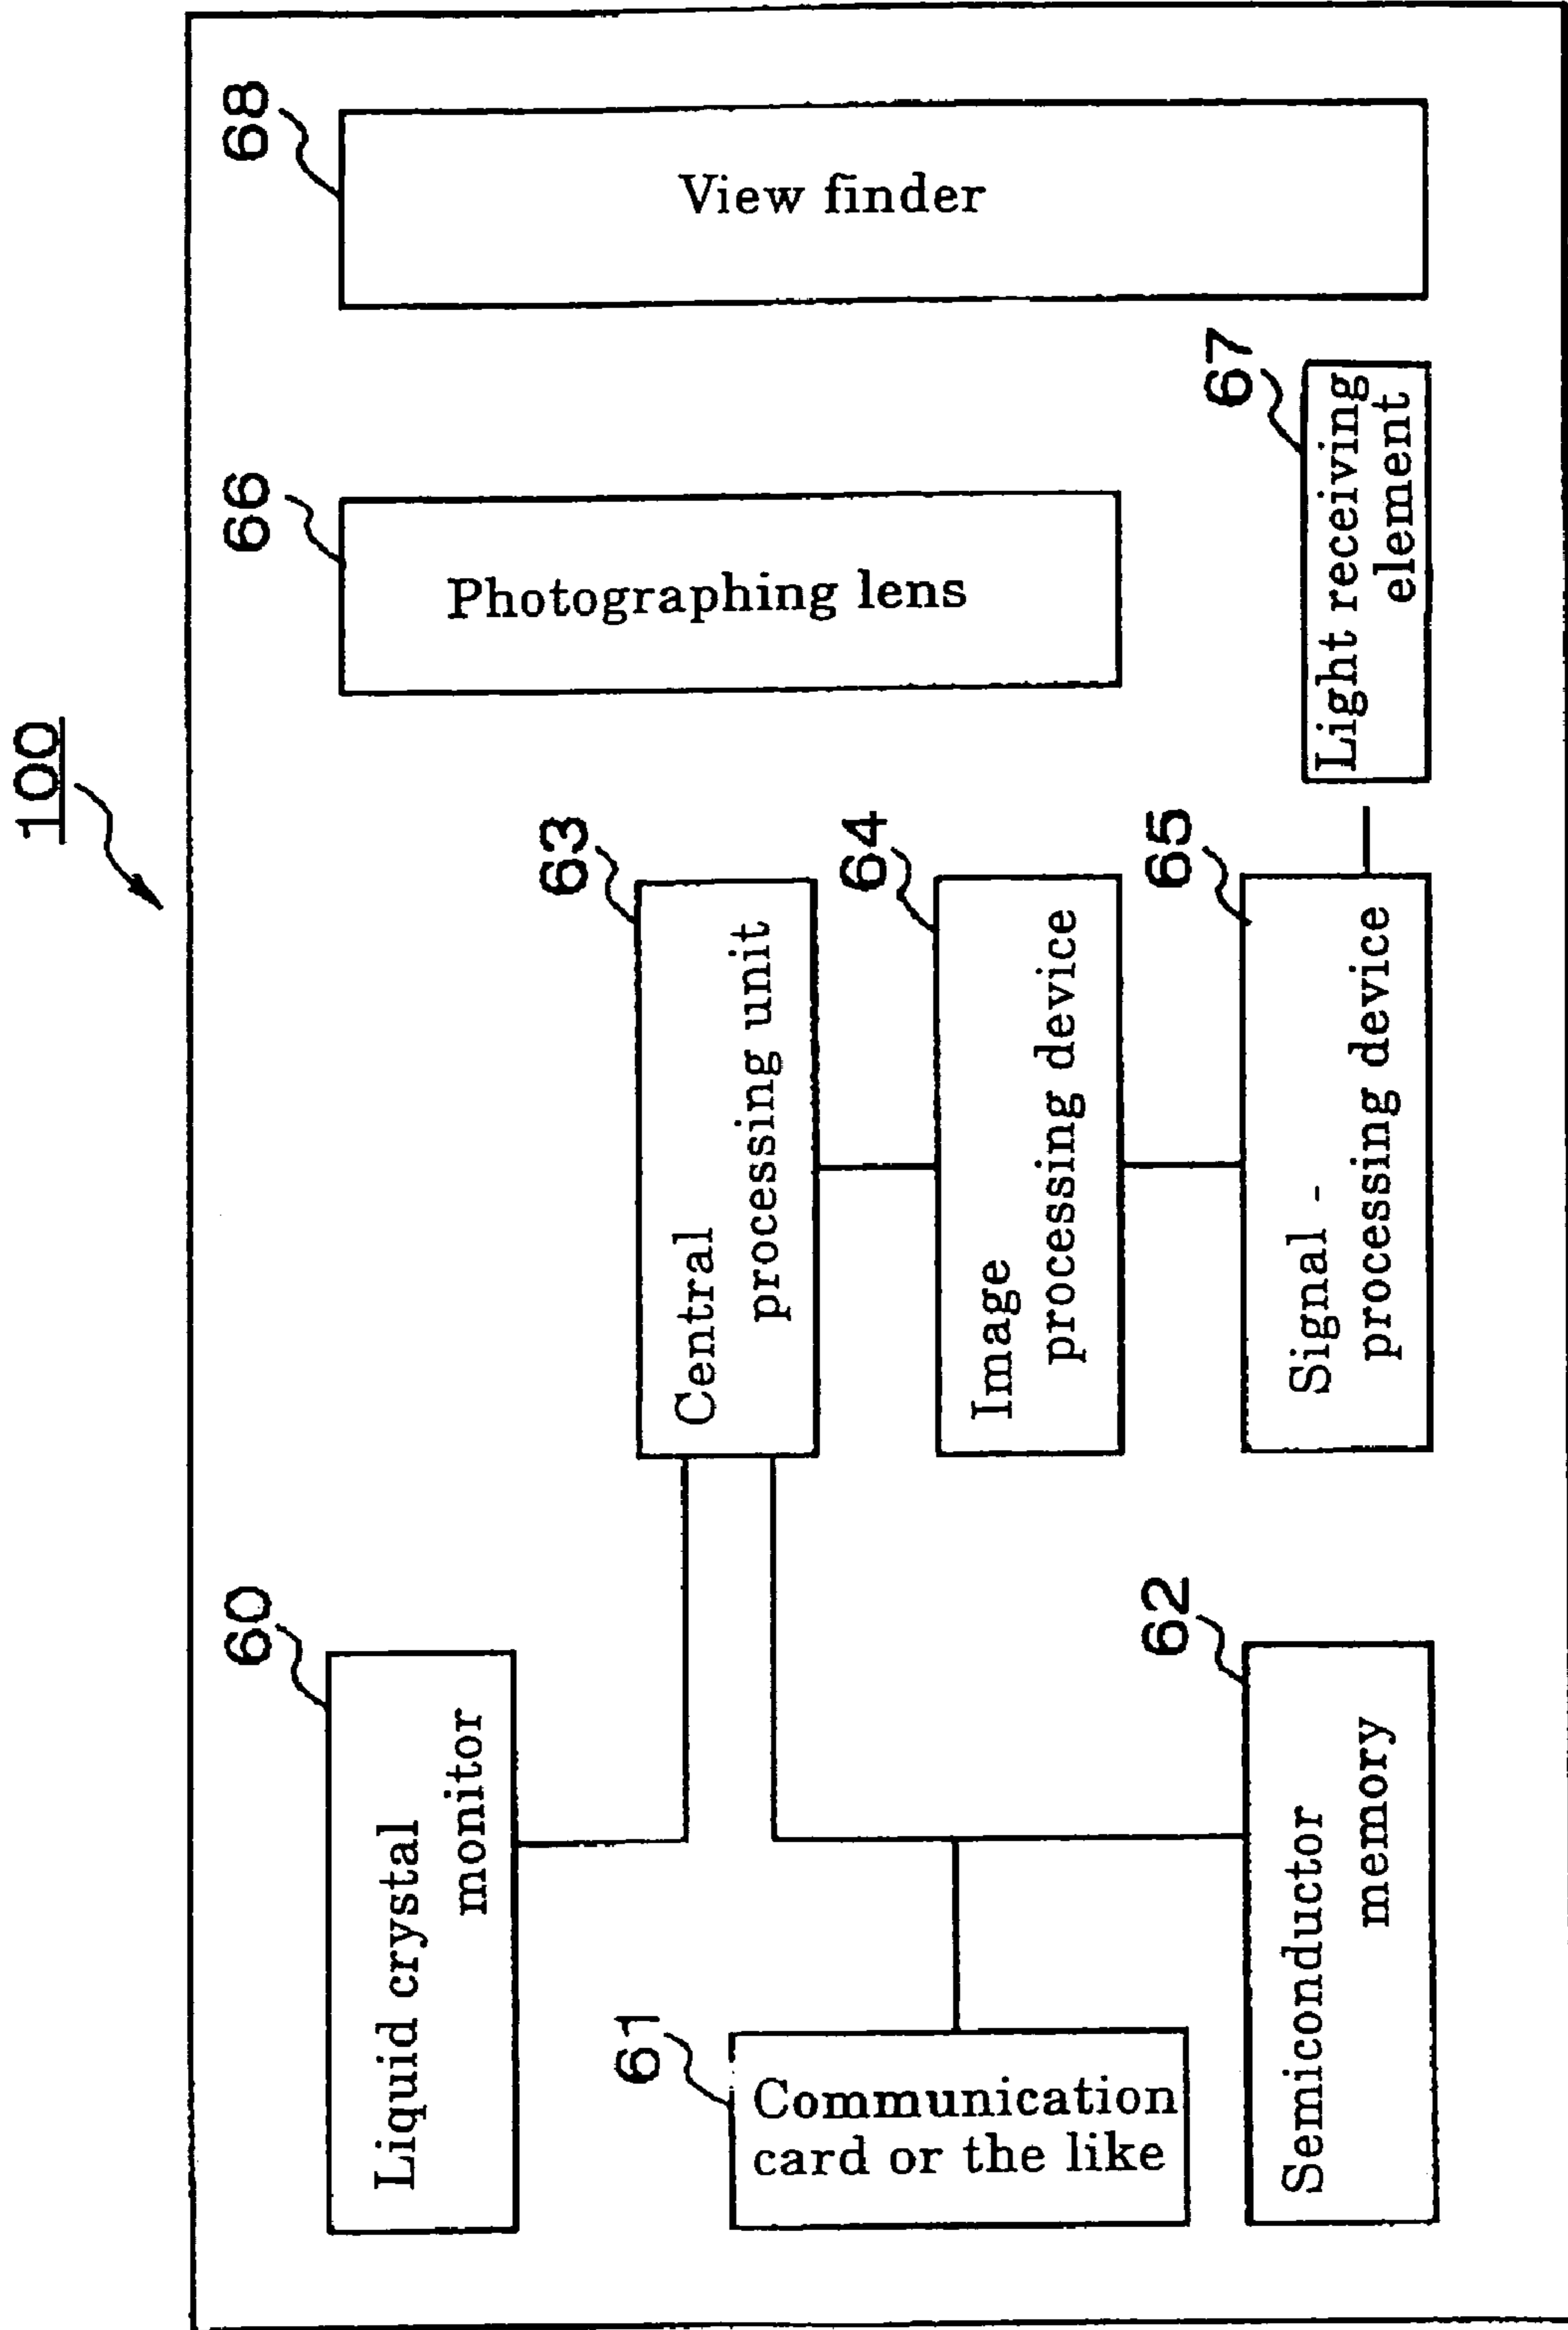 100
60
Liquid crystal
monitor
61
Communication
card or the like
62
Semiconductor
memory
63
Central
processing unit
64
Image
processing device
65
Signal -
processing device
66
Photographing lens
67
Light receiving
element
68
View finder